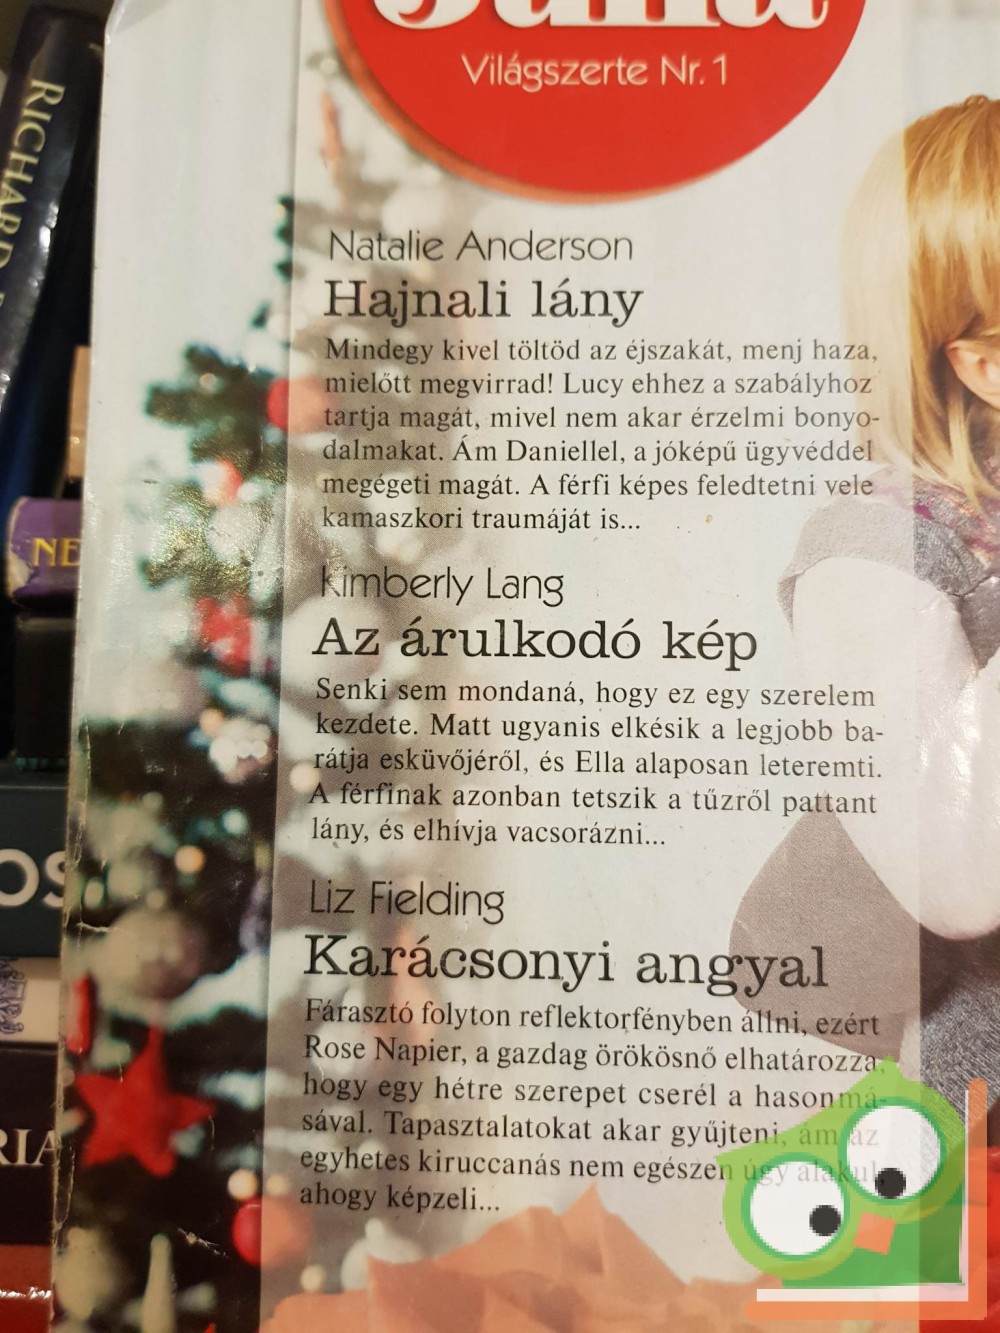 Júlia
Világszerte Nr. 1
RICHARD
Natalie Anderson
Hajnali lány
Mindegy kivel töltöd az éjszakát, menj haza,
mielőtt megvirrad! Lucy ehhez a szabályhoz
tartja magát, mivel nem akar érzelmi bonyo-
dalmakat. Ám Daniellel, a jóképű ügyvéddel
megégeti magát. A férfi képes feledtetni vele
kamaszkori traumáját is...
NE
Kimberly Lang
Az árulkodó kép
Senki sem mondaná, hogy ez egy szerelem
kezdete. Matt ugyanis elkésik a legjobb ba-
rátja esküvőjéről, és Ella alaposan leteremti.
A férfinak azonban tetszik a tűzről pattant
lány, és elhívja vacsorázni...
OS
Liz Fielding
Karácsonyi angyal
Fárasztó folyton reflektorfényben állni, ezért
Rose Napier, a gazdag örökösnő elhatározza,
hogy egy hétre szerepet cserél a hasonmá-
sával. Tapasztalatokat akar gyűjteni, ám az
egyhetes kiruccanás nem egészen úgy alakul,
ahogy képzeli...
RIA